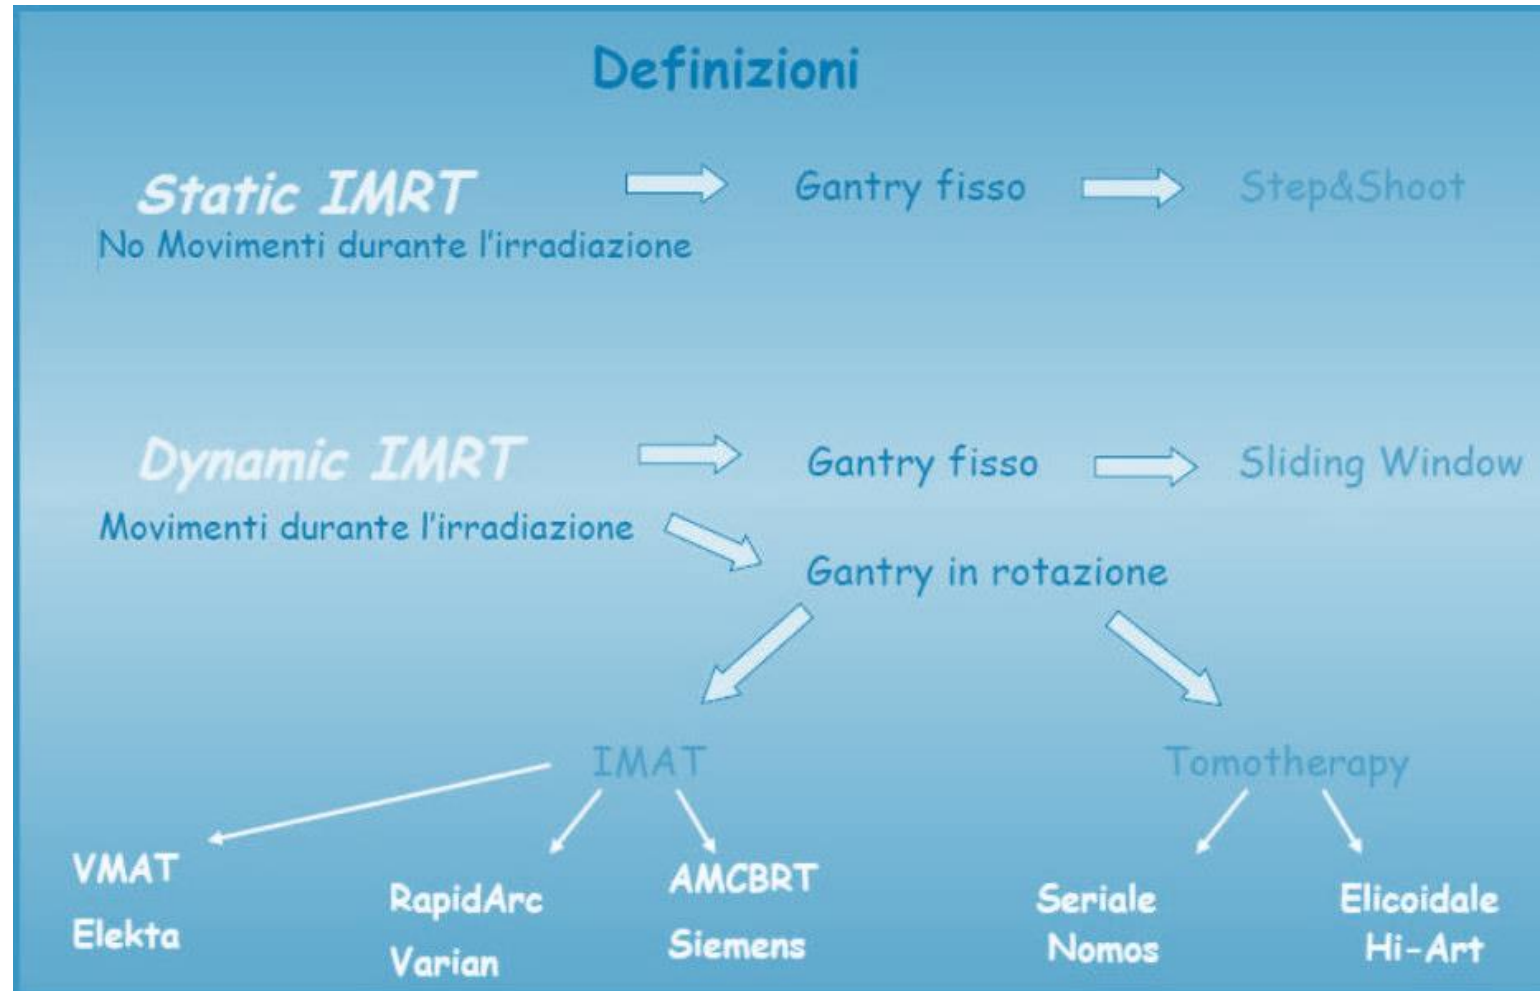 Definizioni
Static IMRT
Gantry fisso
Step&Shoot
No Movimenti durante l'irradiazione
Dynamic IMRT
Gantry fisso
Sliding Window
Movimenti durante l'irradiazione
Gantry in rotazione
IMAT
Tomotherapy
VMAT
Elekta
RapidArc
Varian
AMCBRT
Siemens
Seriale
Nomos
Elicoidale
Hi-Art